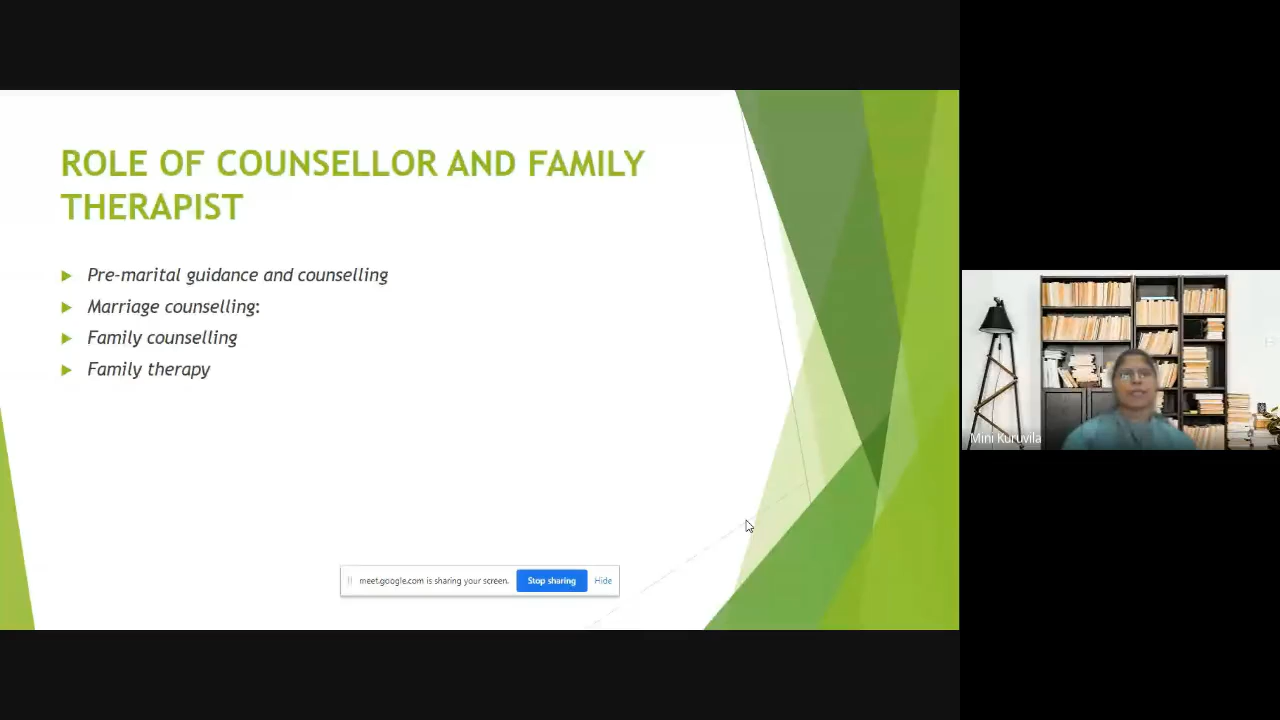 ROLE OF COUNSELLOR AND FAMILY
THERAPIST
Pre-marital guidance and counselling
Marriage counselling:
Family counselling
Family therapy
meet.google.com is sharing your screen.
Stop sharing
Hide
Mini Kuruvila